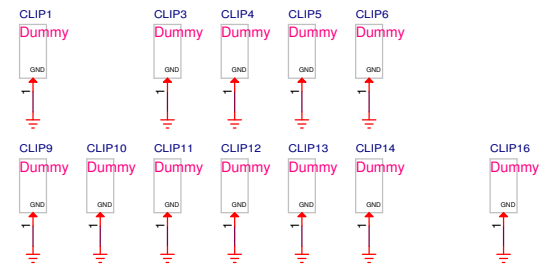 CLIP1 CLIP3 CLIP4 CLIP5 CLIP6
Dummy Dummy Dummy Dummy Dummy
GND GND GND GND GND
1 1 1 1 1
CLIP9 CLIP10 CLIP11 CLIP12 CLIP13 CLIP14 CLIP16
Dummy Dummy Dummy Dummy Dummy Dummy Dummy
GND GND GND GND GND GND GND
1 1 1 1 1 1 1